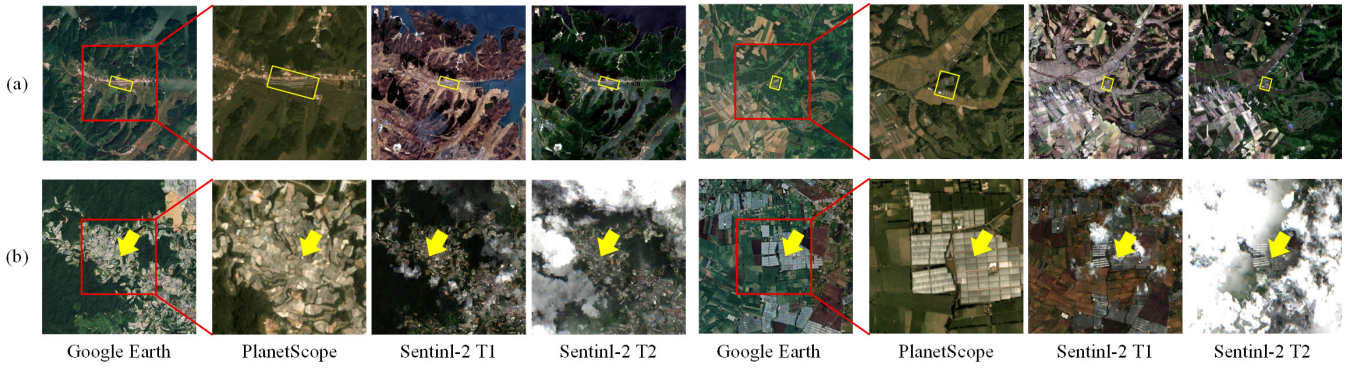 (a)
(b)
Google Earth PlanetScope Sentinl-2 T1 Sentinl-2 T2 Google Earth PlanetScope Sentinl-2 T1 Sentinl-2 T2